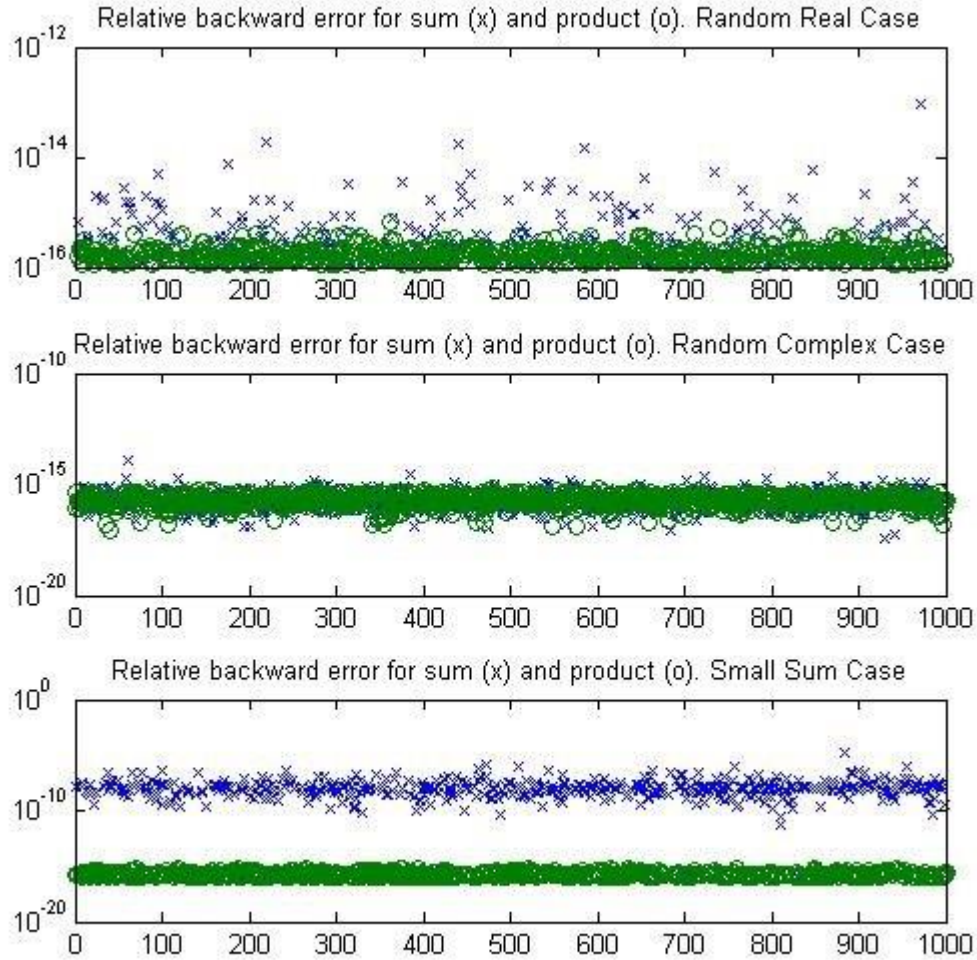 Relative backward error for sum (x) and product (o). Random Real Case
10^-12
10^-14
10^-16
0 100 200 300 400 500 600 700 800 900 1000
Relative backward error for sum (x) and product (o). Random Complex Case
10^-10
10^-15
10^-20
0 100 200 300 400 500 600 700 800 900 1000
Relative backward error for sum (x) and product (o). Small Sum Case
10^0
10^-10
10^-20
0 100 200 300 400 500 600 700 800 900 1000